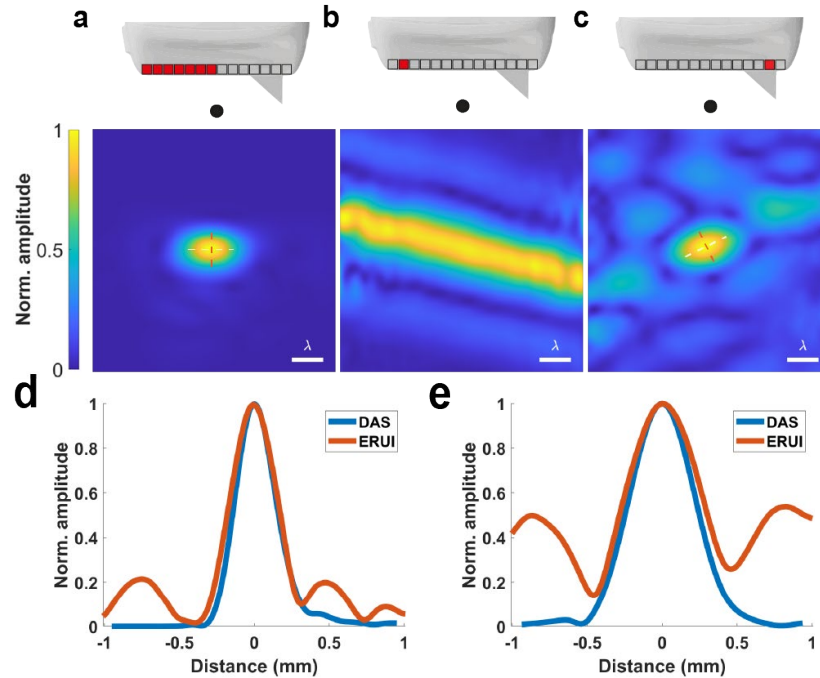 a
b
c
1
0.5
0
Norm. amplitude
λ
λ
λ
d
e
1
0.8
0.6
0.4
0.2
0
Norm. amplitude
DAS
ERUI
-1
-0.5
0
0.5
1
Distance (mm)
1
0.8
0.6
0.4
0.2
0
Norm. amplitude
DAS
ERUI
-1
-0.5
0
0.5
1
Distance (mm)